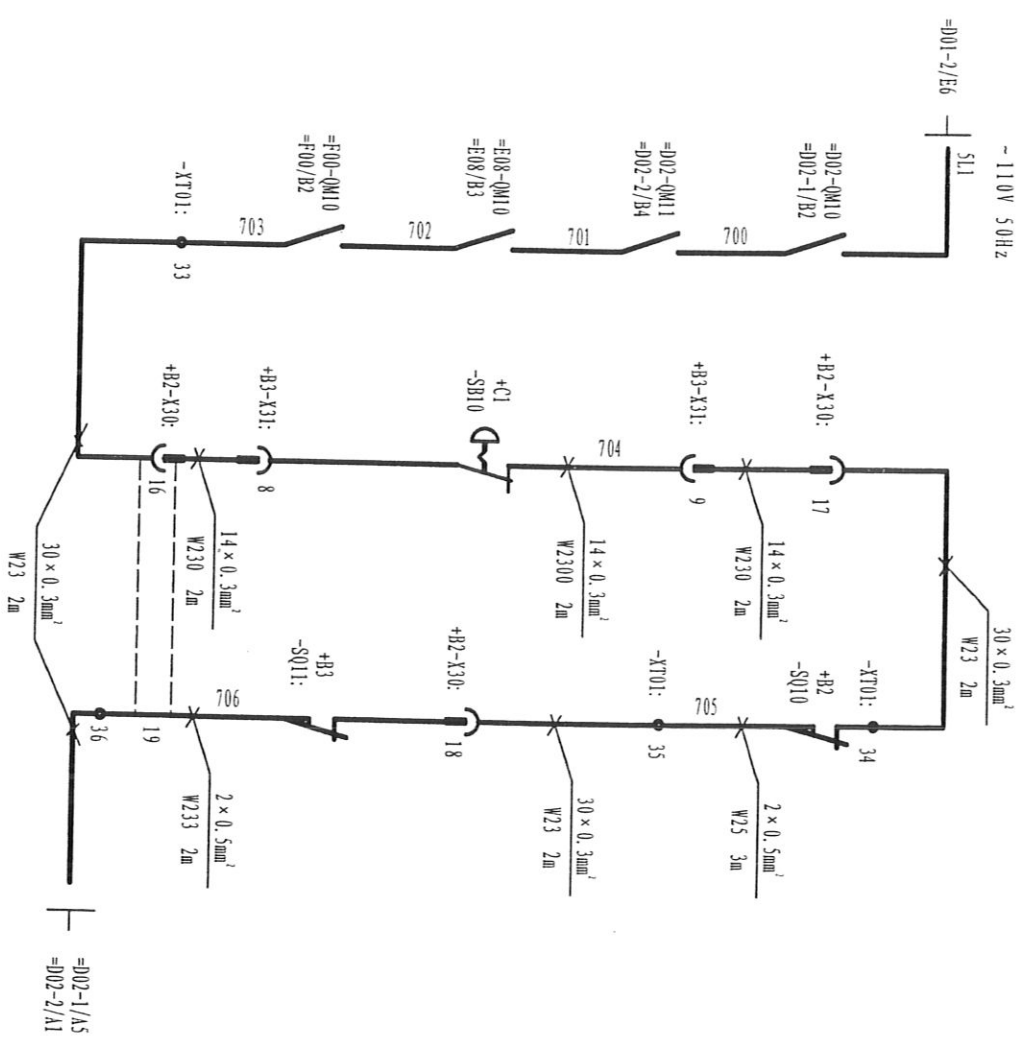 ~110V 50Hz
5L1
=D01-2/E6
=D02-QM10
=D02-1/B2
700
=D02-QM11
=D02-2/B4
701
=E08-QM10
=E08/B3
702
=F00-QM10
=F00/B2
703
-XT01:
33
30×0.3mm²
W23 2m
+B2-X30:
16
14×0.3mm²
W230 2m
+B3-X31:
8
+C1
-SB10
704
14×0.3mm²
W2300 2m
+B3-X31:
9
14×0.3mm²
W230 2m
+B2-X30:
17
30×0.3mm²
W23 2m
-XT01:
34
+B2
-SQ10
705
2×0.5mm²
W25 3m
-XT01:
35
30×0.3mm²
W23 2m
+B2-X30:
18
+B3
-SQ11:
706
2×0.5mm²
W233 2m
19
36
=D02-1/A5
=D02-2/A1